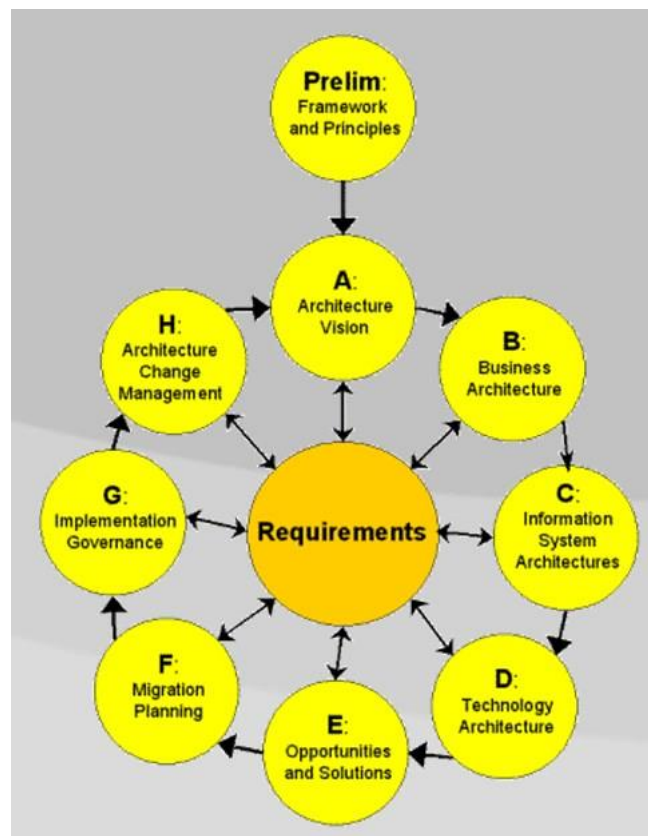 Prelim:
Framework
and Principles
A:
Architecture
Vision
B:
Business
Architecture
C:
Information
System
Architectures
D:
Technology
Architecture
E:
Opportunities
and Solutions
F:
Migration
Planning
G:
Implementation
Governance
H:
Architecture
Change
Management
Requirements